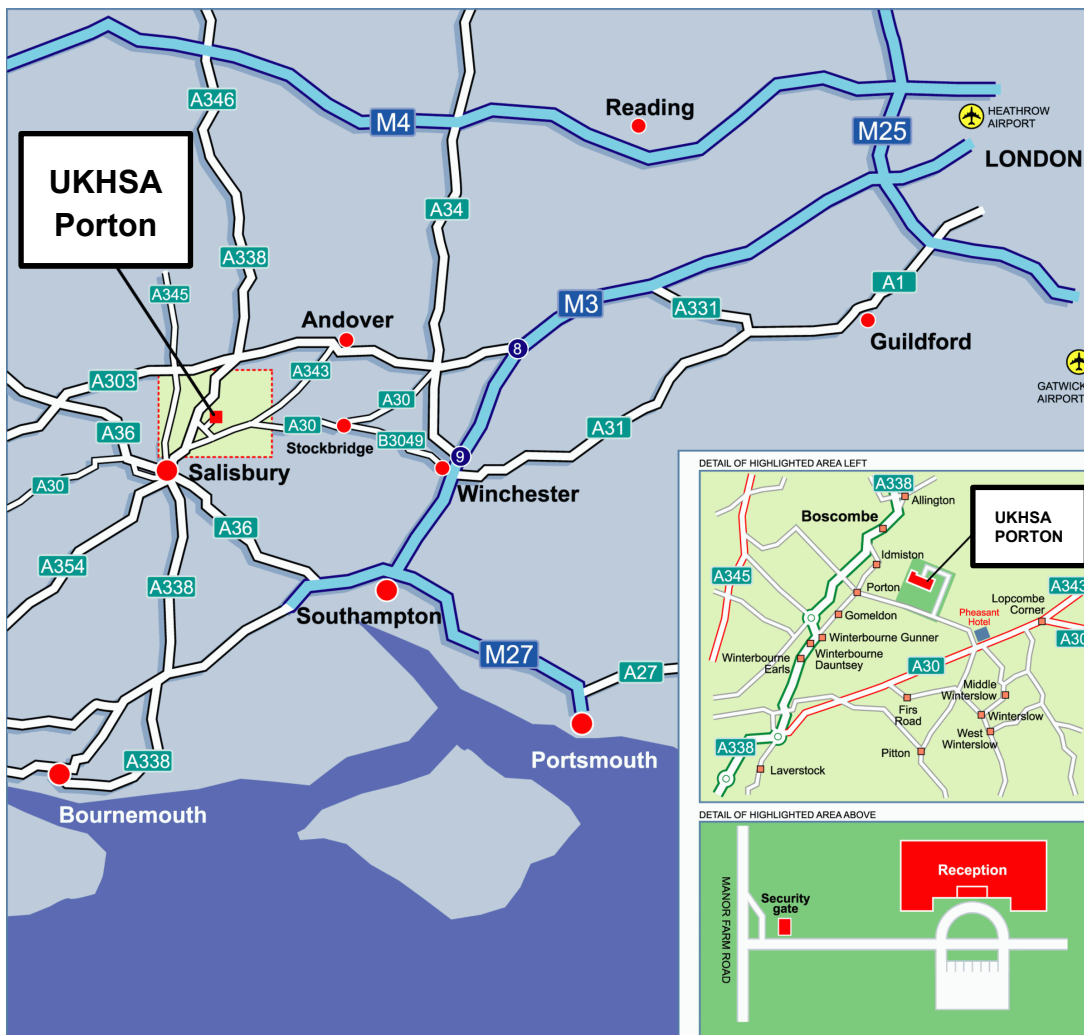 A346
M4
Reading
M25
HEATHROW
AIRPORT
LONDON
UKHSA
Porton
A34
A338
A345
M3
A331
A1
Andover
Guildford
8
A303
A343
GATWICK
AIRPORT
A30
A36
A30
Stockbridge
B3049
A31
9
Salisbury
Winchester
A30
A36
A354
A338
Southampton
M27
A27
Portsmouth
A338
Bournemouth
DETAIL OF HIGHLIGHTED AREA LEFT
A338
Allington
Boscombe
UKHSA
PORTON
Idmiston
A345
Porton
A343
Lopcombe
Corner
Gomeldon
Pheasant
Hotel
Winterbourne Gunner
A30
Winterbourne
Earls
Winterbourne
Dauntsey
A30
Middle
Winterslow
Firs
Road
Winterslow
West
Winterslow
A338
Pitton
Laverstock
DETAIL OF HIGHLIGHTED AREA ABOVE
MANOR FARM ROAD
Security
gate
Reception